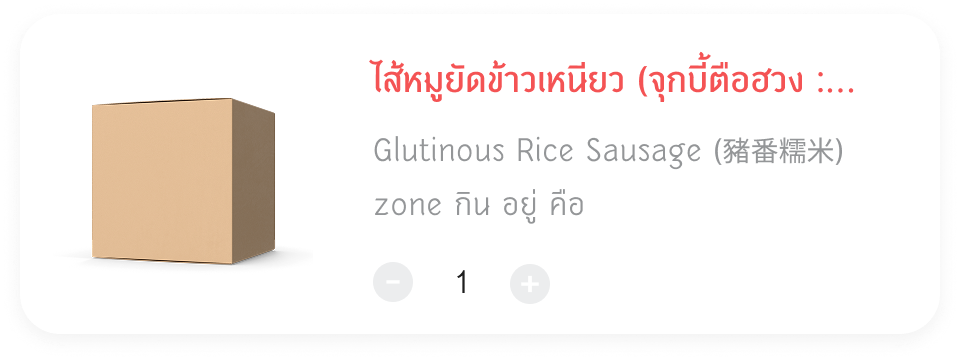 ไส้หมูยัดข้าวเหนียว (จุกบี้ตือฮวง :...
Glutinous Rice Sausage (豬番糯米)
zone กิน อยู่ คือ
- 1 +